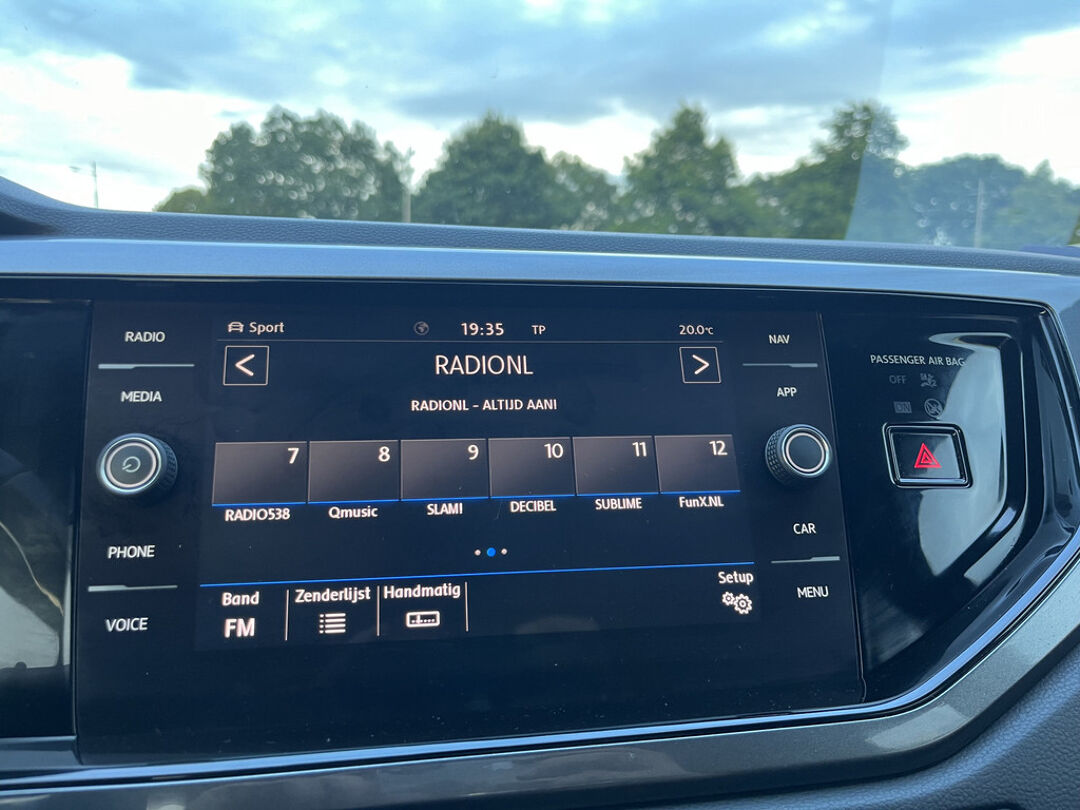 RADIO
MEDIA
PHONE
VOICE
Sport
19:35
TP
20.0°c
<
RADIONL
>
RADIONL - ALTIJD AAN!
7
8
9
10
11
12
RADIO538
Qmusic
SLAM!
DECIBEL
SUBLIME
FunX.NL
Band
Zenderlijst
Handmatig
Setup
FM
NAV
APP
CAR
MENU
PASSENGER AIR BAG
OFF
ON